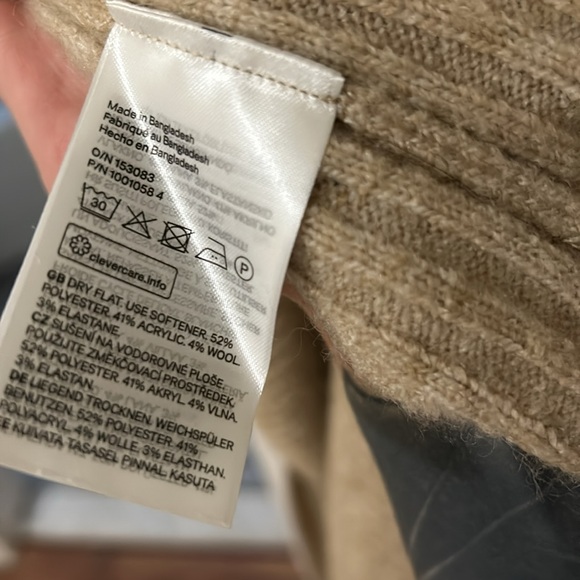 Made in Bangladesh
Fabriqué au Bangladesh
Hecho en Bangladesh
O/N 153083
P/N 1001058 4
30
P
clevercare.info
GB DRY FLAT. USE SOFTENER. 52%
POLYESTER. 41% ACRYLIC. 4% WOOL.
3% ELASTANE.
CZ SUŠENÍ NA VODOROVNÉ PLOŠE.
POUŽIJTE ZMĚKČOVACÍ PROSTŘEDEK.
52% POLYESTER. 41% AKRYL. 4% VLNA.
3% ELASTAN.
DE LIEGEND TROCKNEN. WEICHSPÜLER
BENUTZEN. 52% POLYESTER. 41%
POLYACRYL. 4% WOLLE. 3% ELASTHAN.
EE KUIVATA TASASEL PINNAL. KASUTA